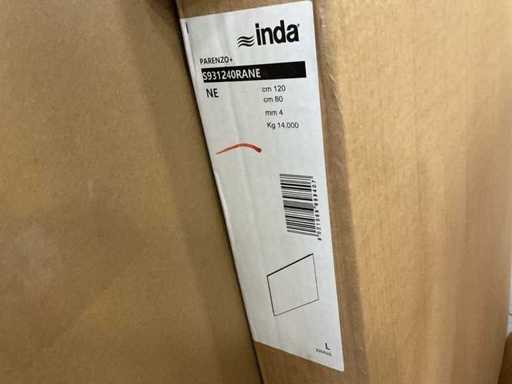 inda
PARENZO+
S931240RANE
NE
cm 120
cm 80
mm 4
Kg 14.000
L